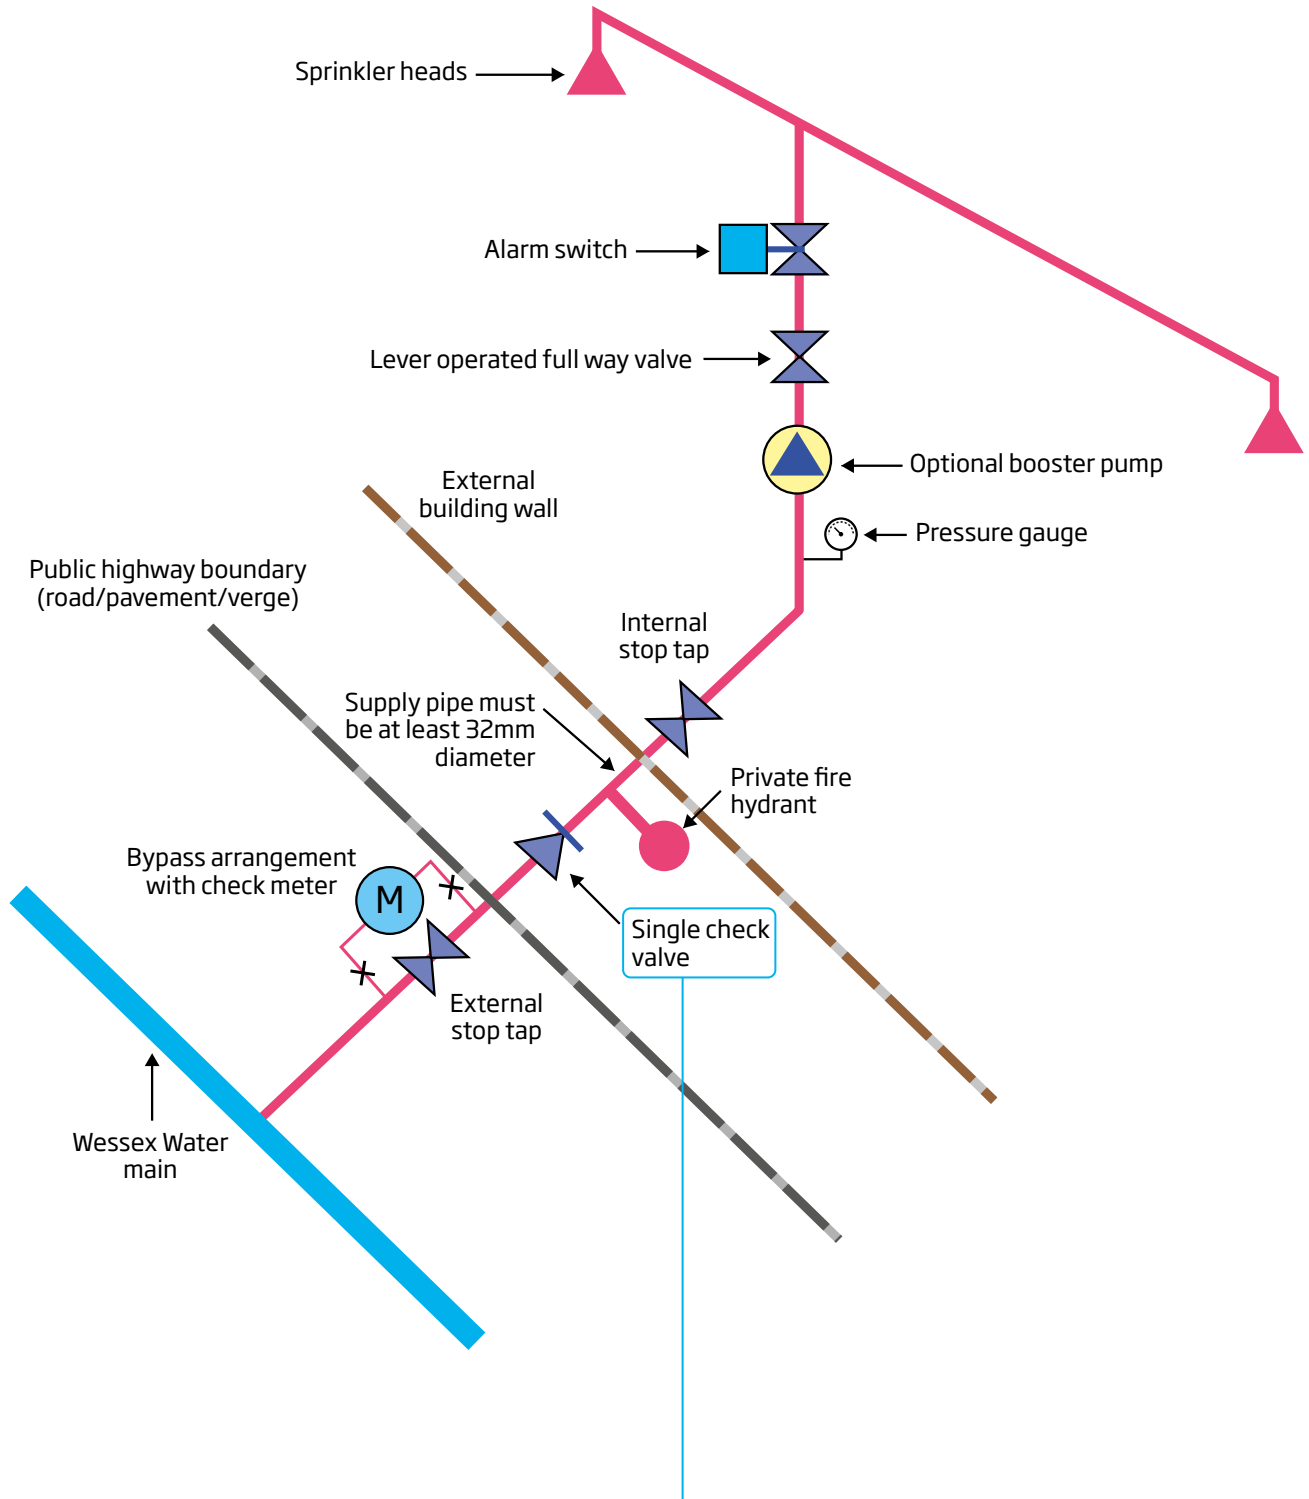 Sprinkler heads
Alarm switch
Lever operated full way valve
Optional booster pump
External
building wall
Pressure gauge
Public highway boundary
(road/pavement/verge)
Internal
stop tap
Supply pipe must
be at least 32mm
diameter
Private fire
hydrant
Bypass arrangement
with check meter
M
Single check
valve
External
stop tap
Wessex Water
main